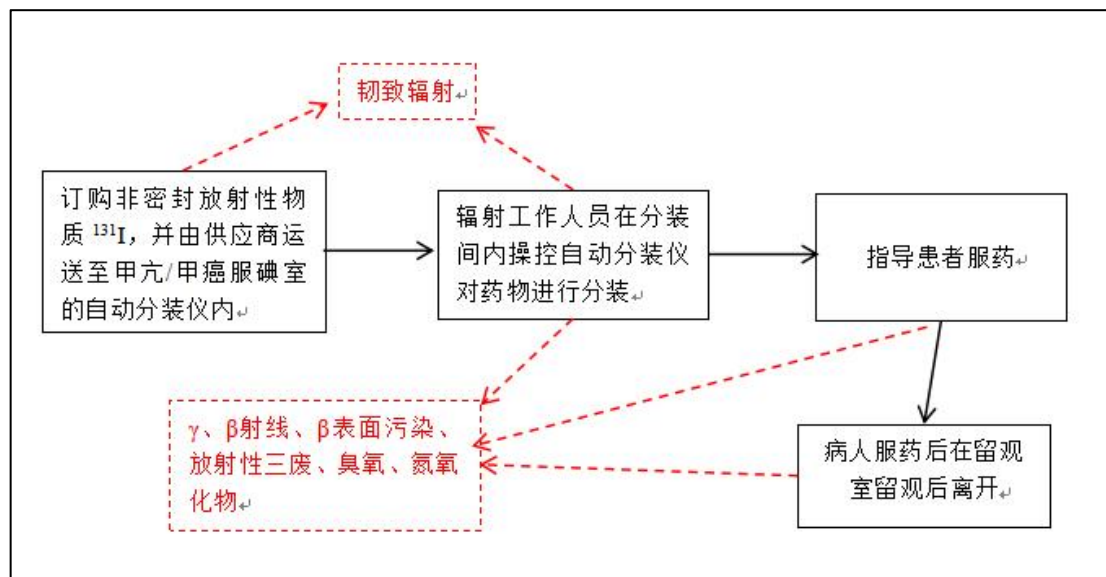 韧致辐射
订购非密封放射性物
质 ¹³¹I，并由供应商运
送至甲亢/甲癌服碘室
的自动分装仪内
辐射工作人员在分装
间内操控自动分装仪
对药物进行分装
指导患者服药
γ、β射线、β表面污染、
放射性三废、臭氧、氮氧
化物
病人服药后在留观
室留观后离开